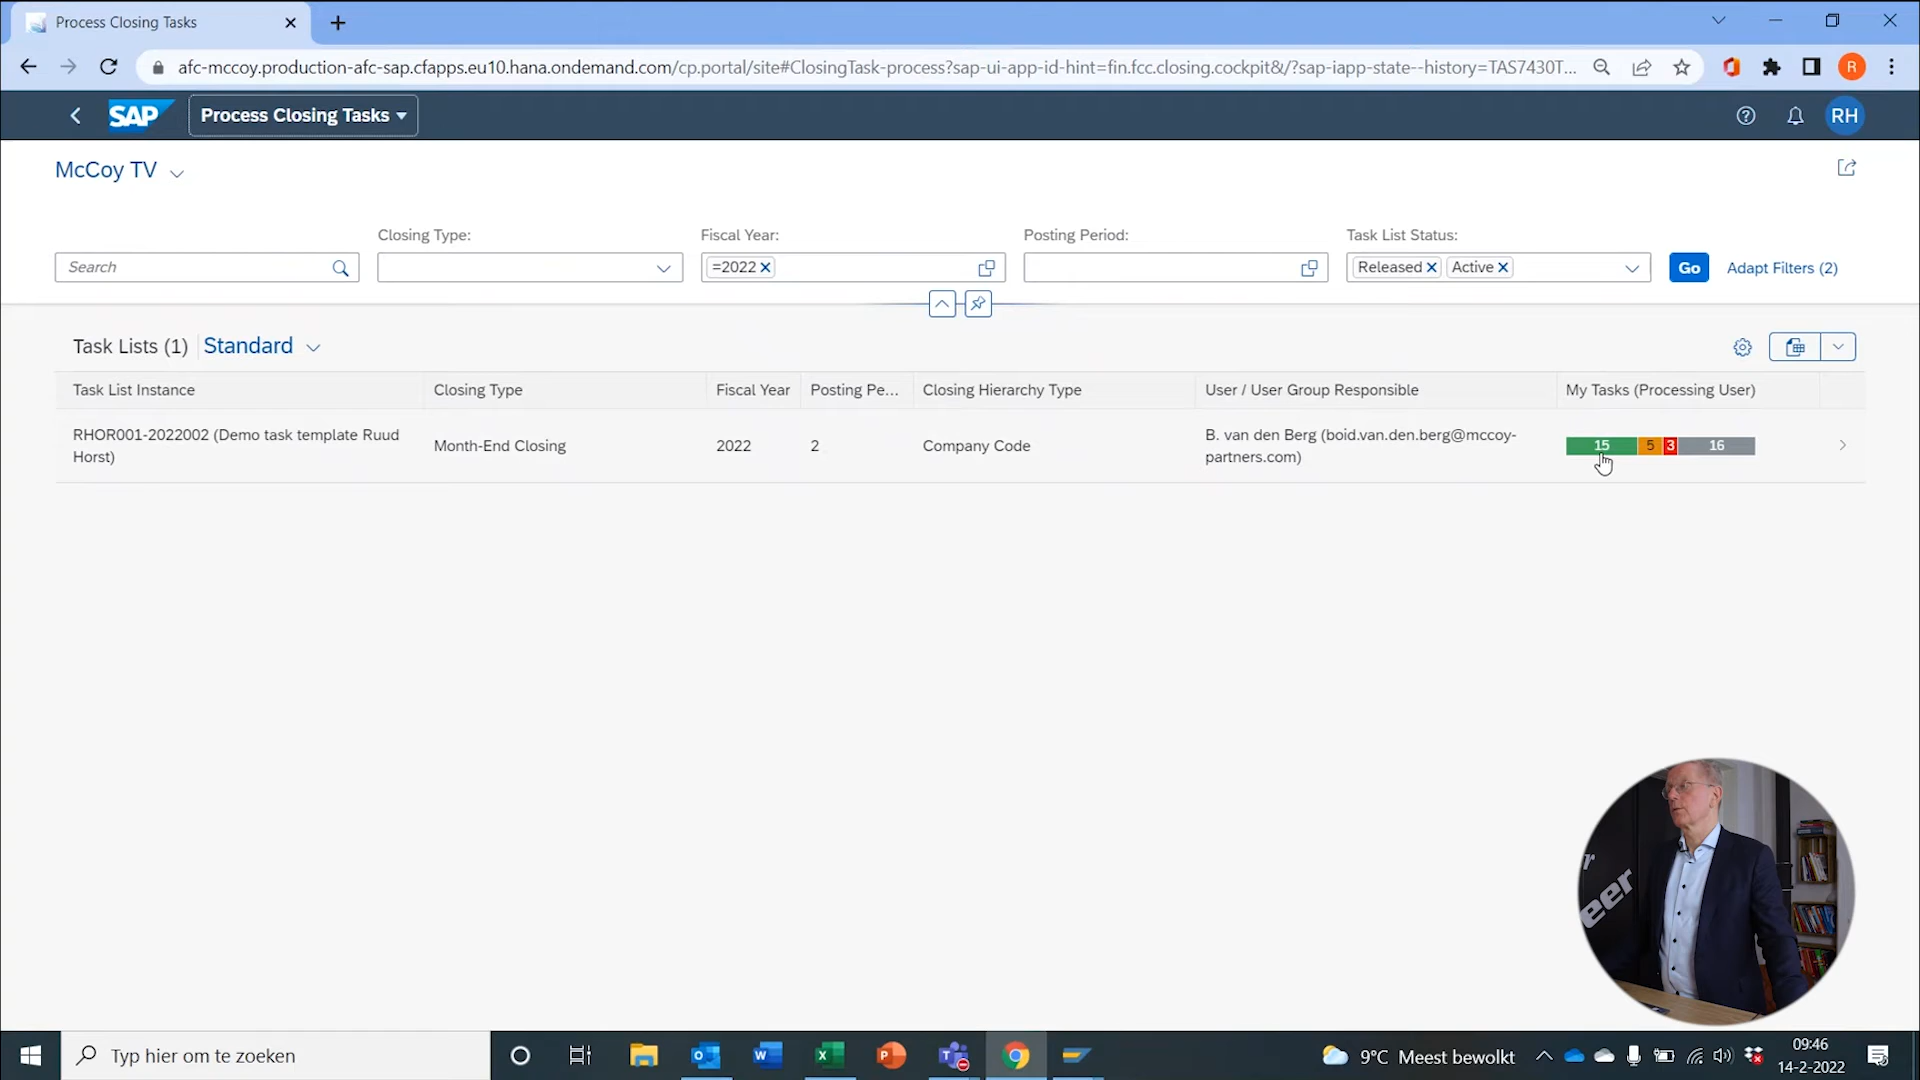 Process Closing Tasks
afc-mccoy.production-afc-sap.cfapps.eu10.hana.ondemand.com/cp.portal/site#ClosingTask-process?sap-ui-app-id-hint=fin.fcc.closing.cockpit&/?sap-iapp-state--history=TAS7430T...
R
SAP
Process Closing Tasks
RH
McCoy TV
Closing Type:
Fiscal Year:
Posting Period:
Task List Status:
Search
=2022
Released
Active
Go
Adapt Filters (2)
Task Lists (1)
Standard
Task List Instance
Closing Type
Fiscal Year
Posting Pe...
Closing Hierarchy Type
User / User Group Responsible
My Tasks (Processing User)
RHOR001-2022002 (Demo task template Ruud
Horst)
Month-End Closing
2022
2
Company Code
B. van den Berg (boid.van.den.berg@mccoy-
partners.com)
15
5
3
16
r
eer
Typ hier om te zoeken
9°C Meest bewolkt
09:46
14-2-2022